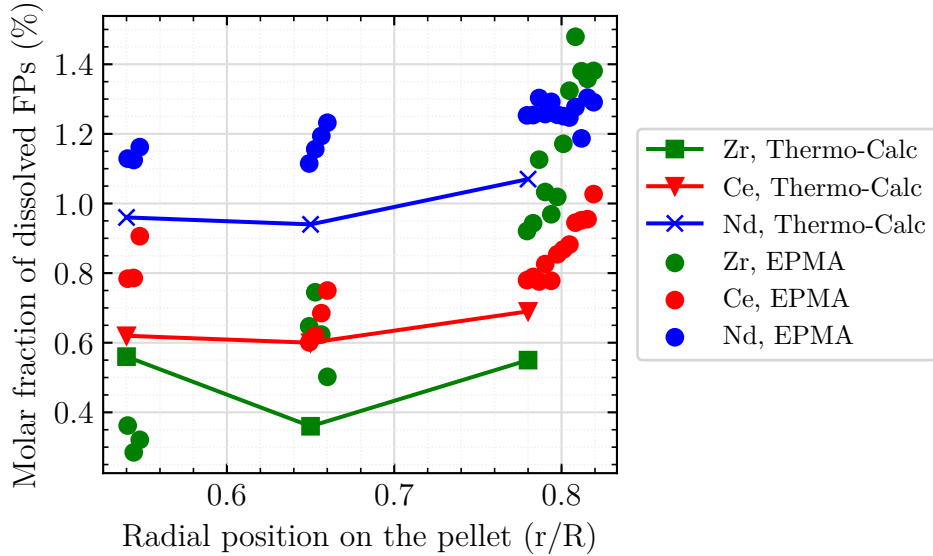 Molar fraction of dissolved FPs (%)
1.4
1.2
1.0
0.8
0.6
0.4
0.6
0.7
0.8
Radial position on the pellet (r/R)
Zr, Thermo-Calc
Ce, Thermo-Calc
Nd, Thermo-Calc
Zr, EPMA
Ce, EPMA
Nd, EPMA